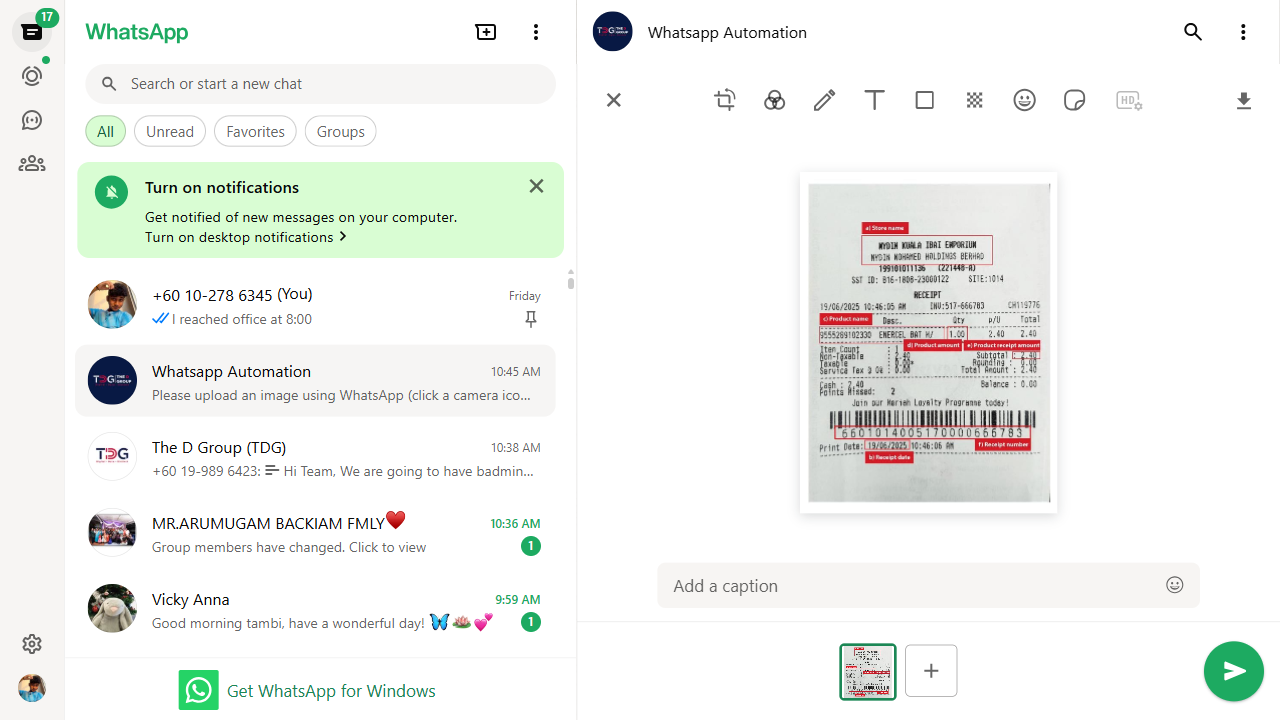 17
WhatsApp
Search or start a new chat
All
Unread
Favorites
Groups
Turn on notifications
Get notified of new messages on your computer.
Turn on desktop notifications
+60 10-278 6345 (You)
Friday
I reached office at 8:00
Whatsapp Automation
10:45 AM
Please upload an image using WhatsApp (click a camera ico...
The D Group (TDG)
10:38 AM
+60 19-989 6423: Hi Team, We are going to have badmin...
MR.ARUMUGAM BACKIAM FMLY♥️
10:36 AM
Group members have changed. Click to view
1
Vicky Anna
9:59 AM
Good morning tambi, have a wonderful day! 🦋🪷💕
1
Get WhatsApp for Windows
Whatsapp Automation
HD
a) Store name
MYDIN KUALA IBAI EMPORIUM
MYDIN MOHAMED HOLDINGS BERHAD
199101011136 (221448-A)
SST ID: B16-1808-23000122 SITE:1014
RECEIPT
19/06/2025 10:46:05 AM INV:517-666783 CH119776
c) Product name
Desc. Qty p/U Total
9555289102330 ENERCEL BAT H/ 1.00 2.40 2.40
d) Product amount
e) Product receipt amount
Item Count : 1
Non-Taxable : 2.40
Subtotal : 2.40
Taxable : 0.00
Rounding : 0.00
Service Tax @ 0% : 0.00
Total Amount : 2.40
Cash : 2.40
Balance : 0.00
Points Missed: 2
Join our Meriah Loyalty Programme today!
6601014005170000666783
f) Receipt number
Print Date: 19/06/2025 10:46:06 AM
b) Receipt date
Add a caption